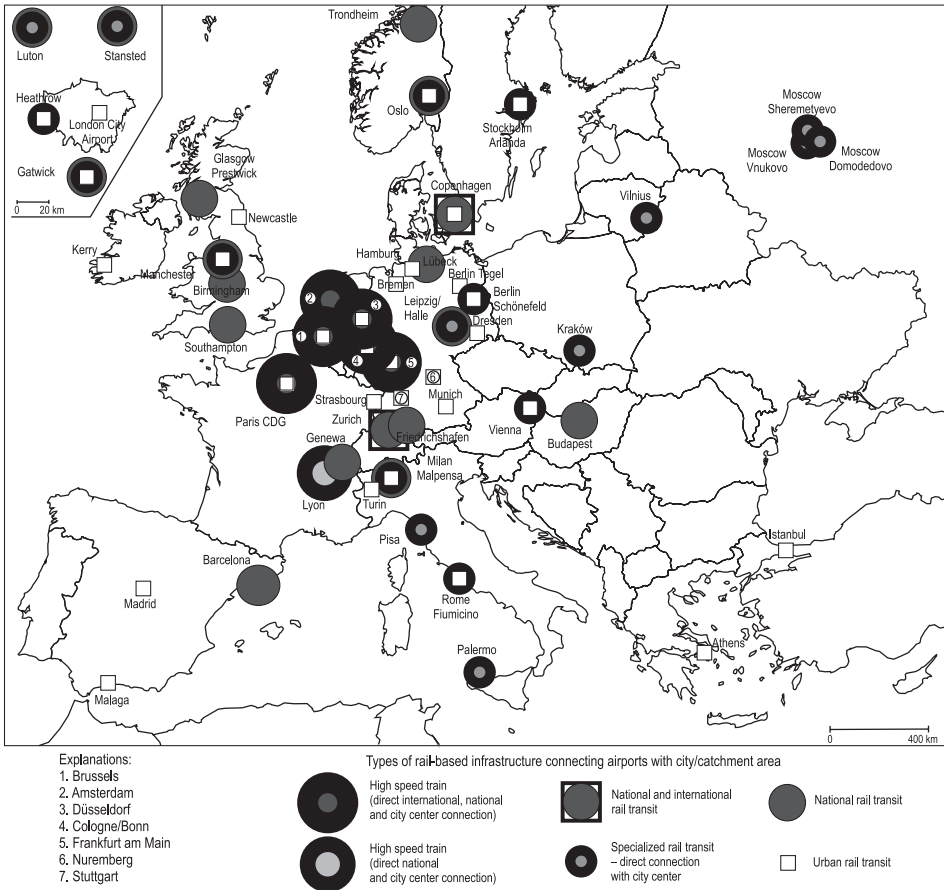 Trondheim
Luton
Stansted
Heathrow
London City
Airport
Gatwick
0
20 km
Oslo
Stockholm
Arlanda
Moscow
Sheremetyevo
Moscow
Vnukovo
Moscow
Domodedovo
Glasgow
Prestwick
Copenhagen
Vilnius
Newcastle
Kerry
Manchester
Birmingham
Hamburg
Lübeck
Bremen
Berlin Tegel
Berlin
Schönefeld
Leipzig/
Halle
Dresden
Southampton
Kraków
2
3
1
4
5
6
7
Paris CDG
Strasbourg
Munich
Zurich
Friedrichshafen
Vienna
Budapest
Genewa
Lyon
Milan
Malpensa
Turin
Pisa
Istanbul
Barcelona
Madrid
Rome
Fiumicino
Athens
Palermo
Malaga
0
400 km
Explanations:
1. Brussels
2. Amsterdam
3. Düsseldorf
4. Cologne/Bonn
5. Frankfurt am Main
6. Nuremberg
7. Stuttgart
Types of rail-based infrastructure connecting airports with city/catchment area
High speed train
(direct international, national
and city center connection)
High speed train
(direct national
and city center connection)
National and international
rail transit
Specialized rail transit
– direct connection
with city center
National rail transit
Urban rail transit